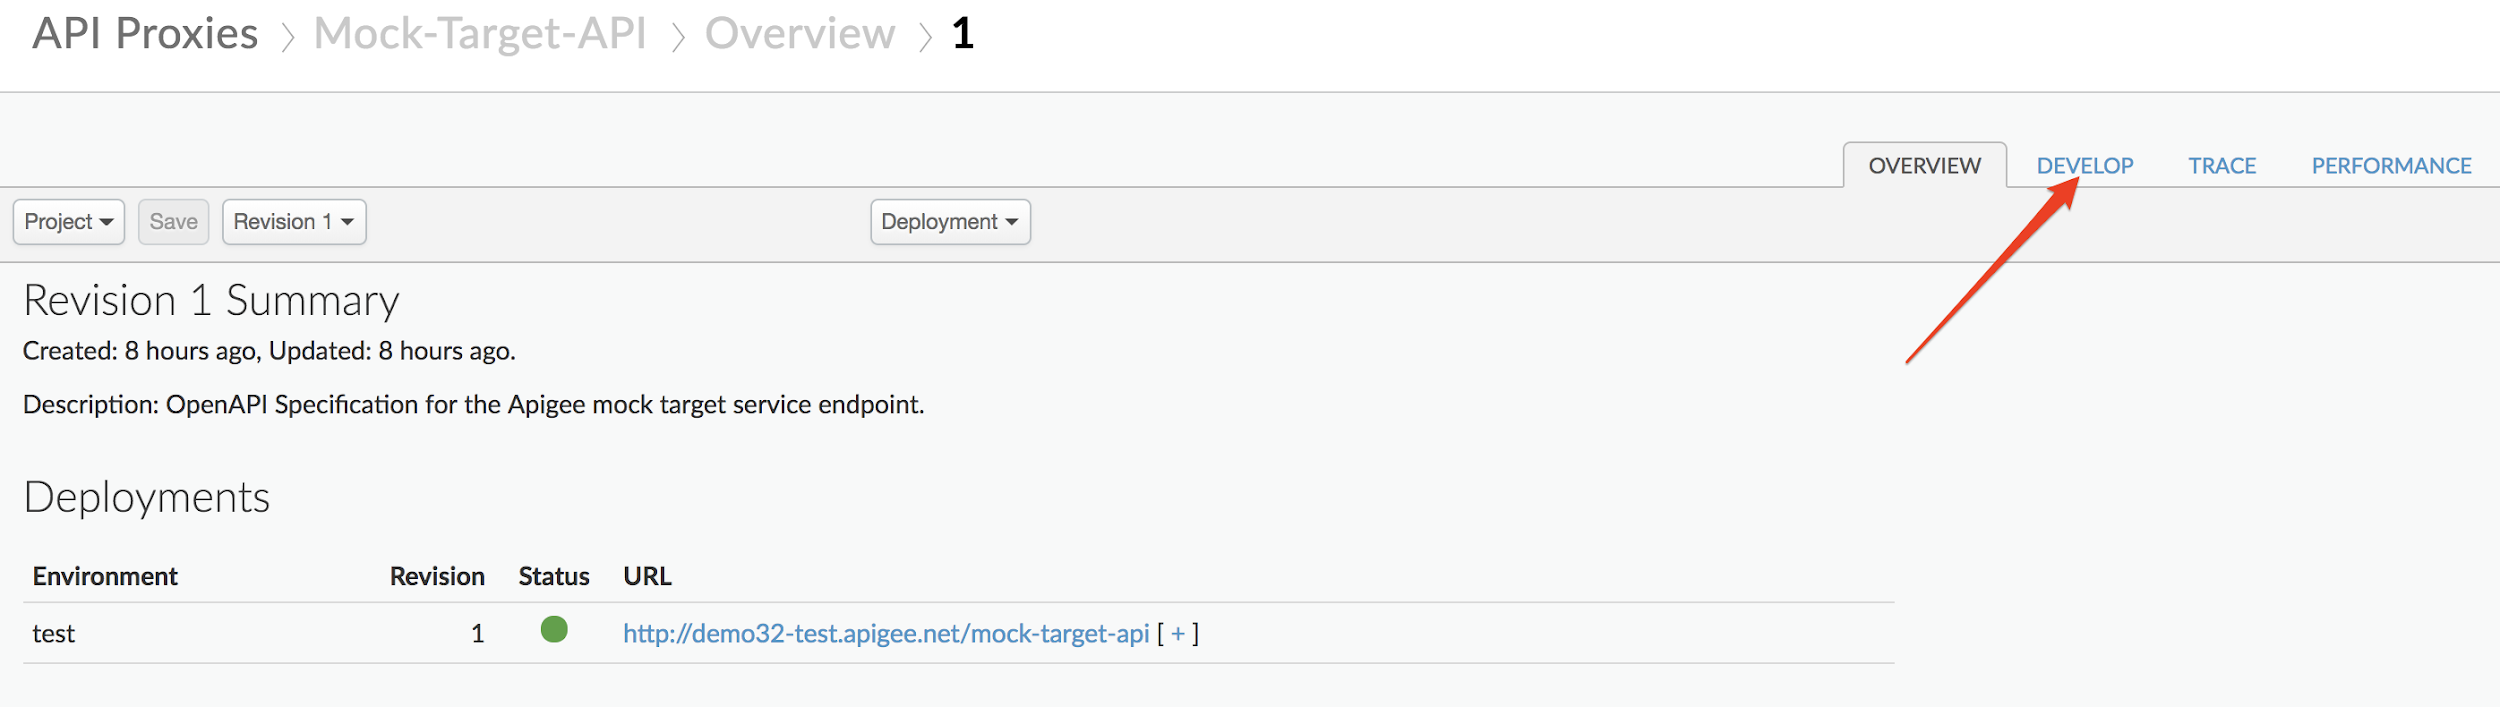 API Proxies > Mock-Target-API > Overview > 1
OVERVIEW DEVELOP TRACE PERFORMANCE
Project Save Revision 1 Deployment
Revision 1 Summary
Created: 8 hours ago, Updated: 8 hours ago.
Description: OpenAPI Specification for the Apigee mock target service endpoint.
Deployments
Environment Revision Status URL
test 1 http://demo32-test.apigee.net/mock-target-api [ + ]